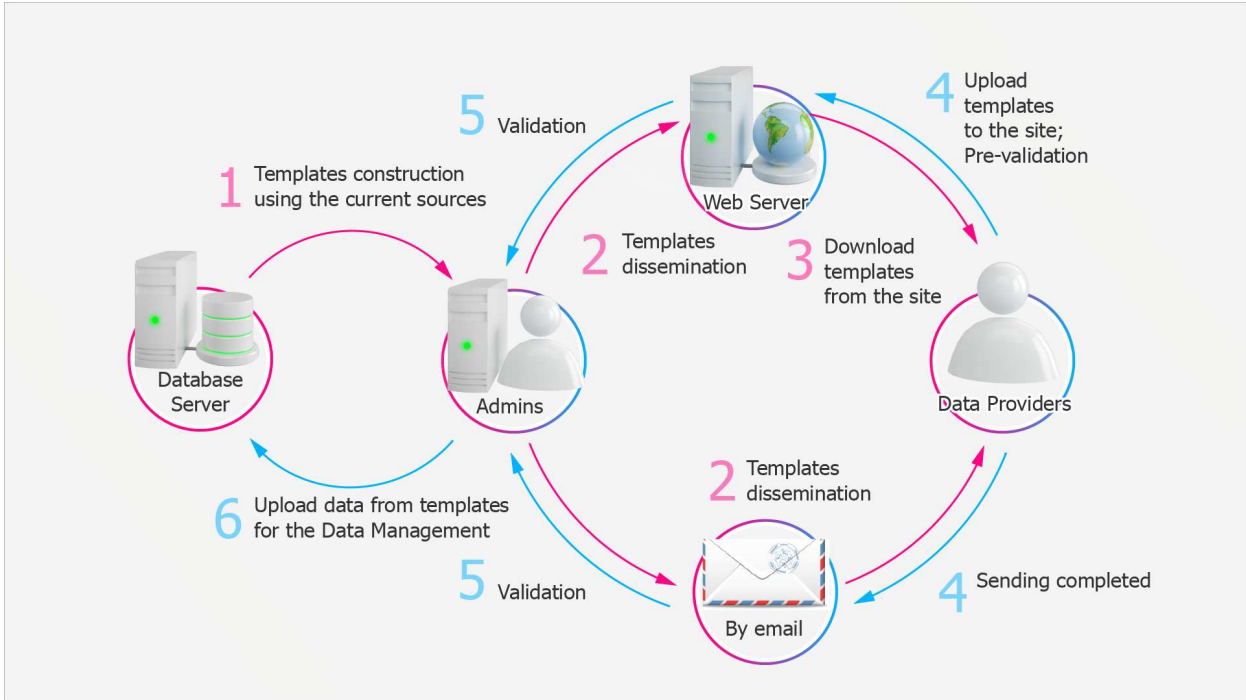 5 Validation
4 Upload
templates
to the site;
Pre-validation
1 Templates construction
using the current sources
Web Server
2 Templates
dissemination
3 Download
templates
from the site
Database
Server
Admins
Data Providers
2 Templates
dissemination
6 Upload data from templates
for the Data Management
5 Validation
4 Sending completed
By email